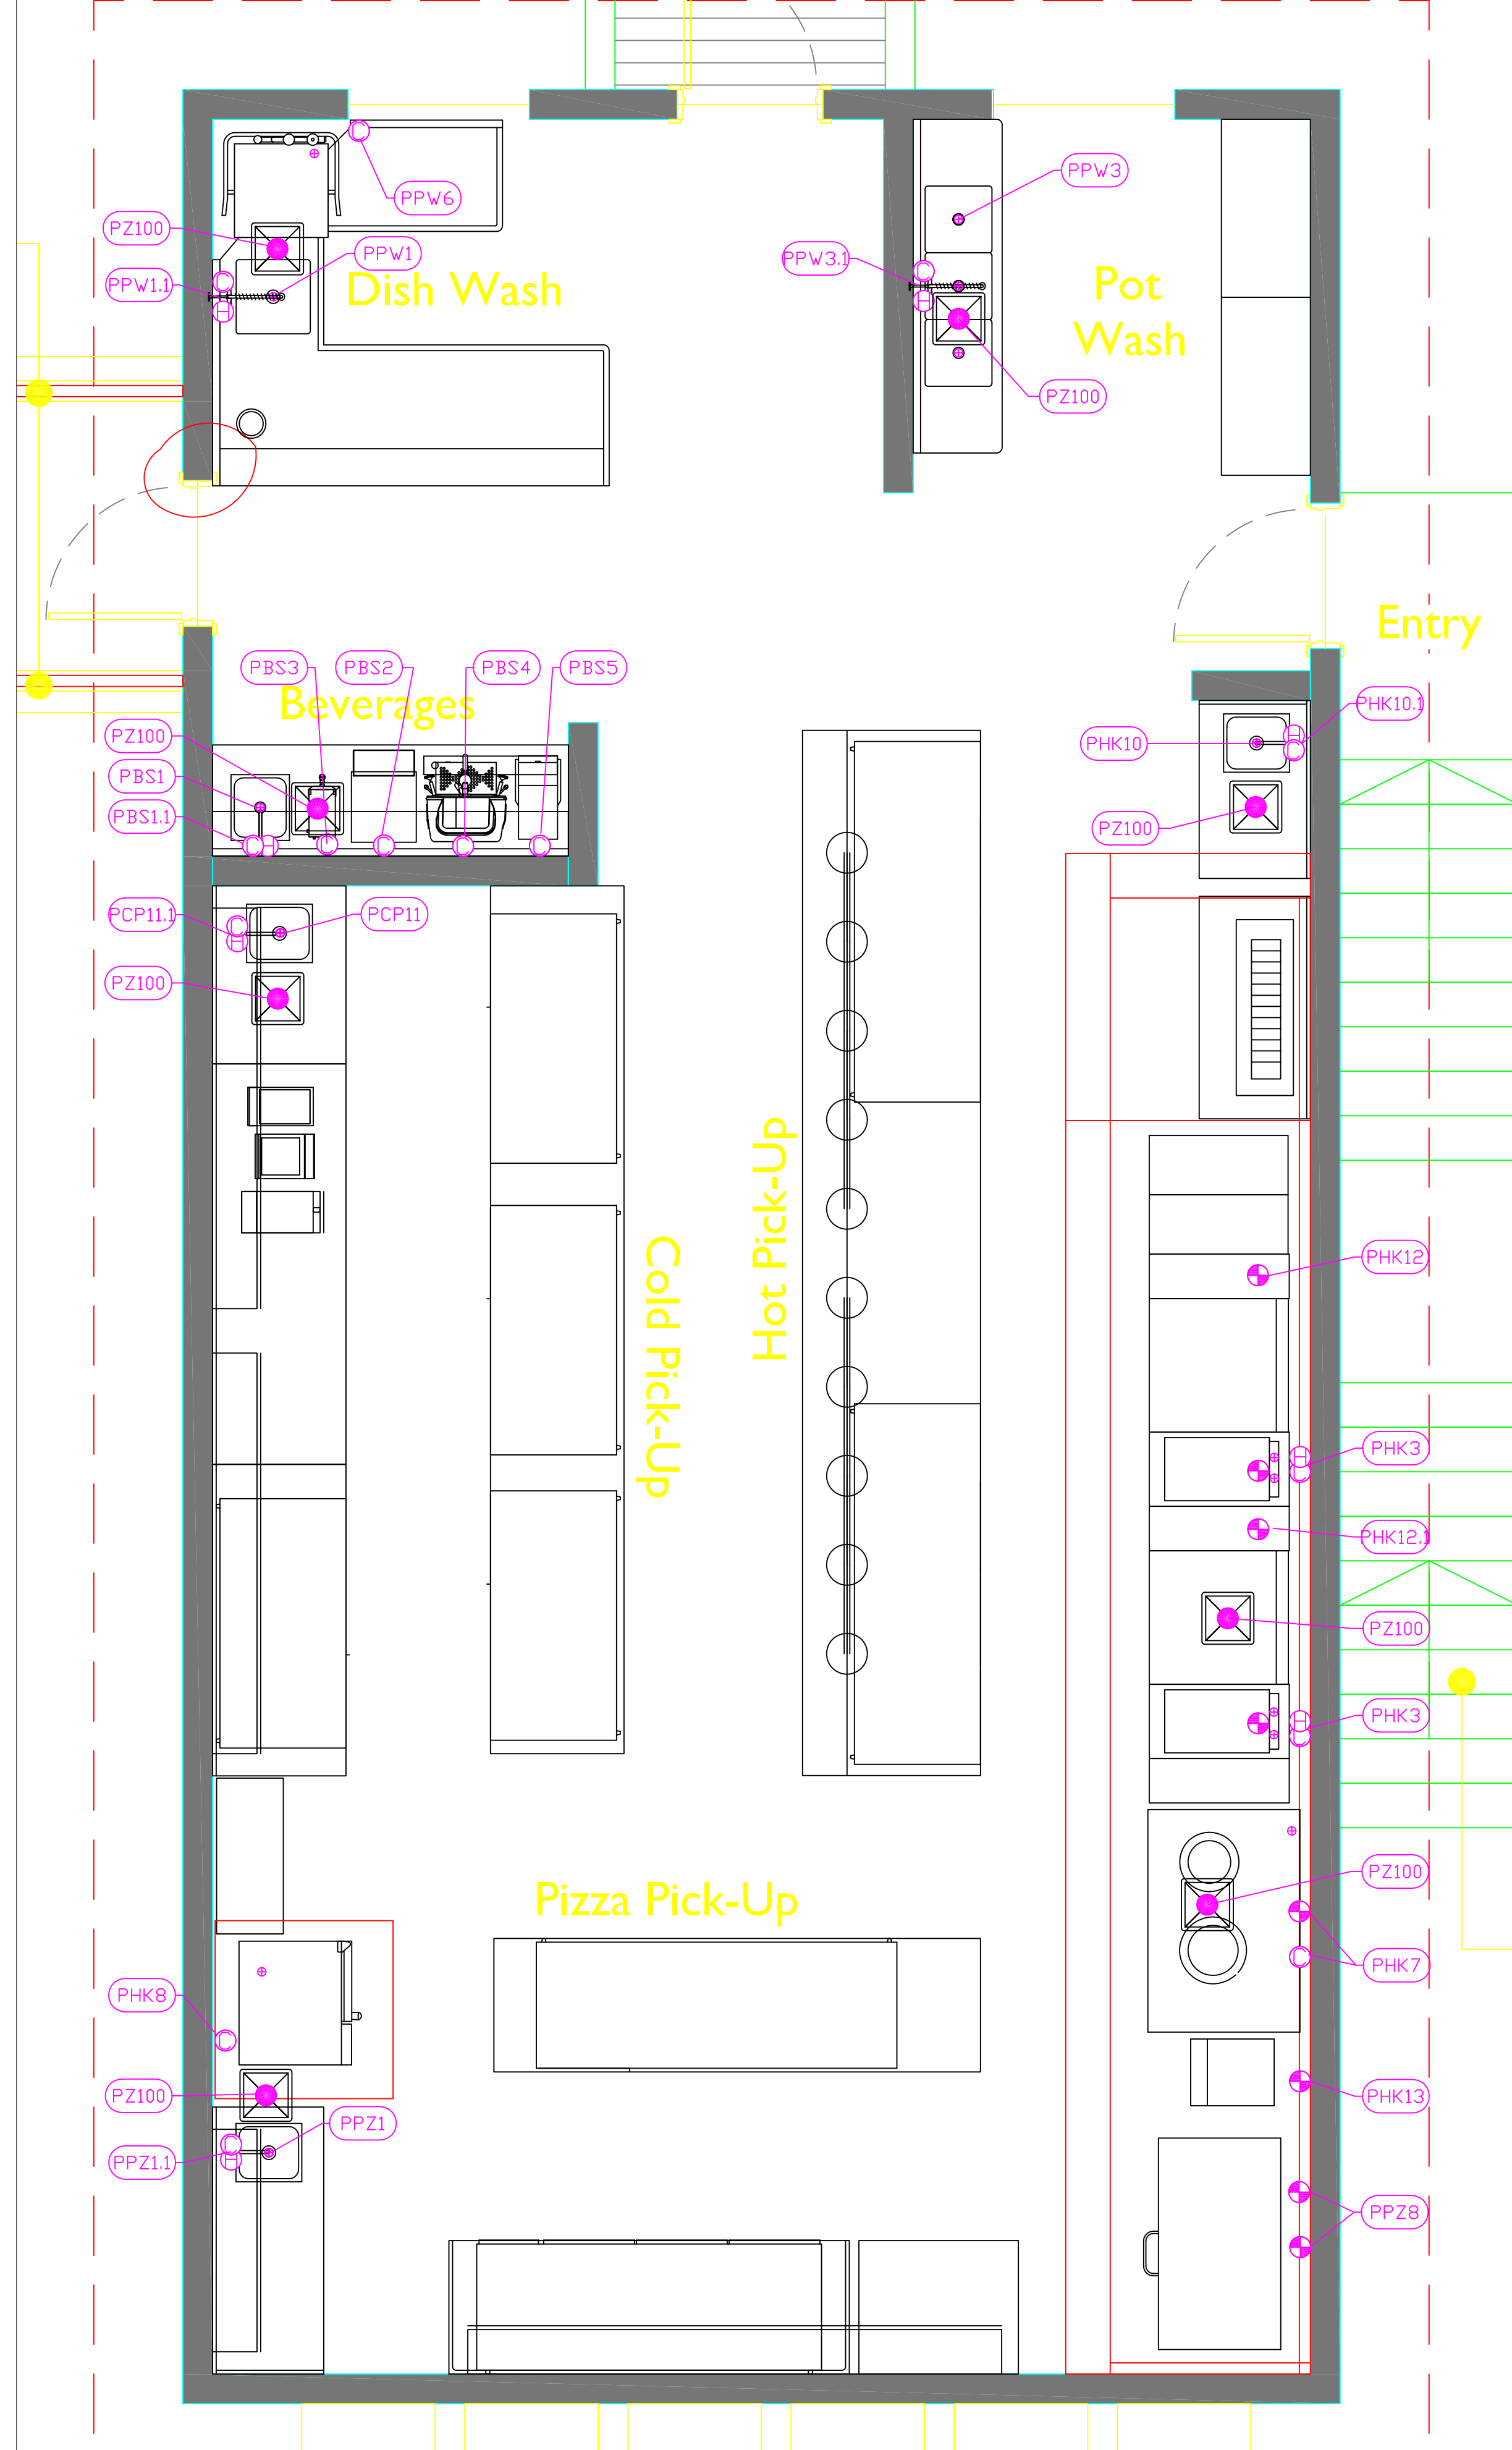 PPW6
PPW3
PZ100
PPW1
PPW1.1
PPW3.1
Dish Wash
Pot
Wash
PZ100
Entry
PBS3
PBS2
PBS4
PBS5
Beverages
PHK10.1
PZ100
PHK10
PBS1
PBS1.1
PZ100
PCP11.1
PCP11
PZ100
Hot Pick-Up
Cold Pick-Up
PHK12
PHK3
PHK12.1
PZ100
PHK3
PZ100
Pizza Pick-Up
PHK7
PHK8
PZ100
PHK13
PPZ1
PPZ1.1
PPZ8
C
C
H
C
H
C
H
C
H
C
C
C
C
C
H
H
C
H
C
C
C
C
H